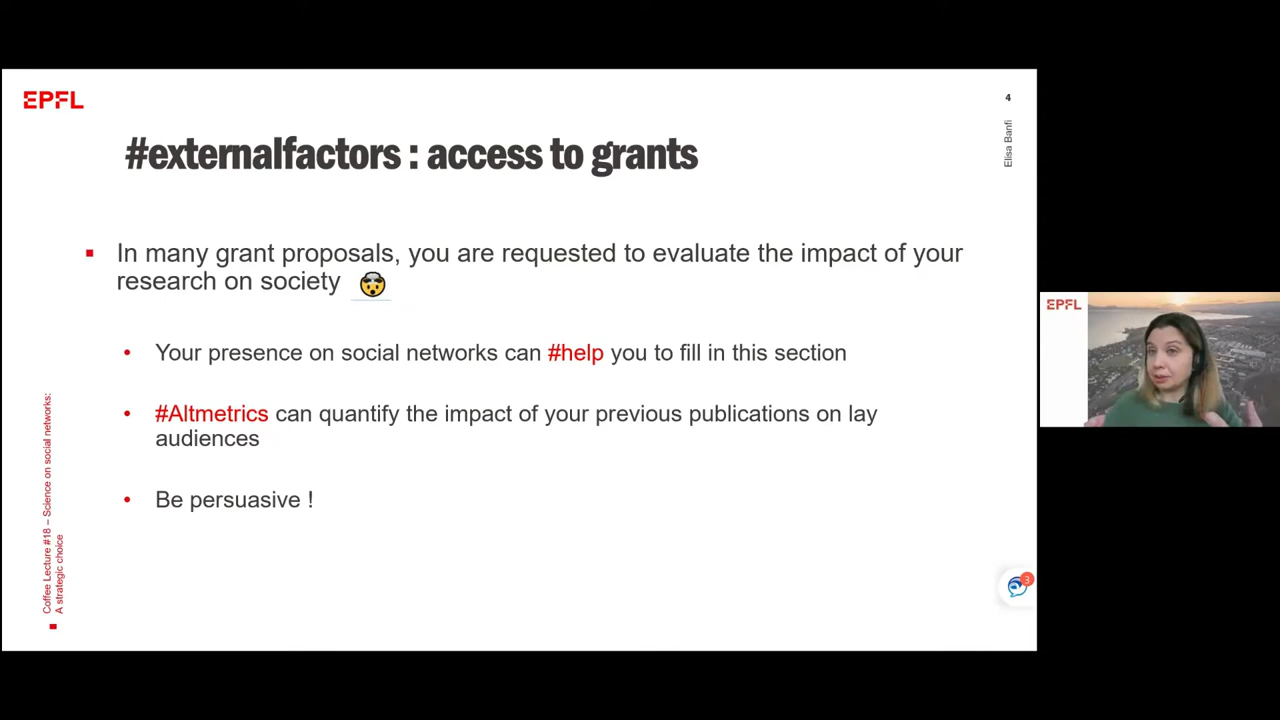 EPFL
4
Elisa Banfi
#externalfactors : access to grants
In many grant proposals, you are requested to evaluate the impact of your
research on society
Your presence on social networks can #help you to fill in this section
#Altmetrics can quantify the impact of your previous publications on lay
audiences
Be persuasive !
Coffee Lecture #18 – Science on social networks:
A strategic choice
3
EPFL